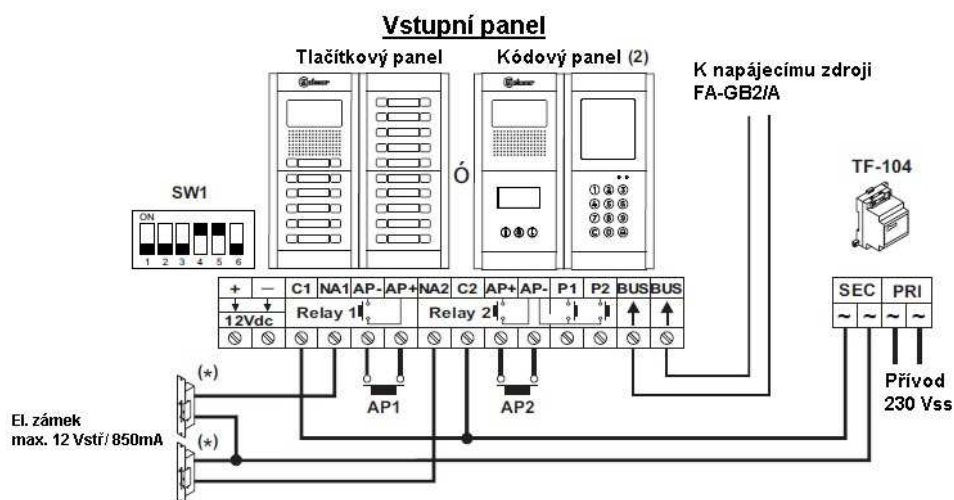 Vstupní panel
Tlačítkový panel
Kódový panel (2)
K napájecímu zdroji
FA-GB2/A
TF-104
SW1
ON
1 2 3 4 5 6
Ó
+ − C1 NA1 AP- AP+ NA2 C2 AP+ AP- P1 P2 BUS BUS
12Vdc Relay 1 Relay 2
SEC PRI
~ ~ ~ ~
AP1
AP2
Přívod
230 Vss
(*)
El. zámek
max. 12 Vstř/ 850mA
(*)